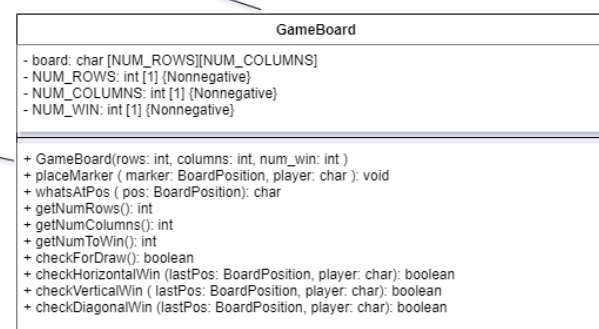 GameBoard
- board: char [NUM_ROWS][NUM_COLUMNS]
- NUM_ROWS: int [1] {Nonnegative}
- NUM_COLUMNS: int [1] {Nonnegative}
- NUM_WIN: int [1] {Nonnegative}
+ GameBoard(rows: int, columns: int, num_win: int )
+ placeMarker ( marker: BoardPosition, player: char ): void
+ whatsAtPos ( pos: BoardPosition): char
+ getNumRows(): int
+ getNumColumns(): int
+ getNumToWin(): int
+ checkForDraw(): boolean
+ checkHorizontalWin (lastPos: BoardPosition, player: char): boolean
+ checkVerticalWin ( lastPos: BoardPosition, player: char): boolean
+ checkDiagonalWin (lastPos: BoardPosition, player: char): boolean